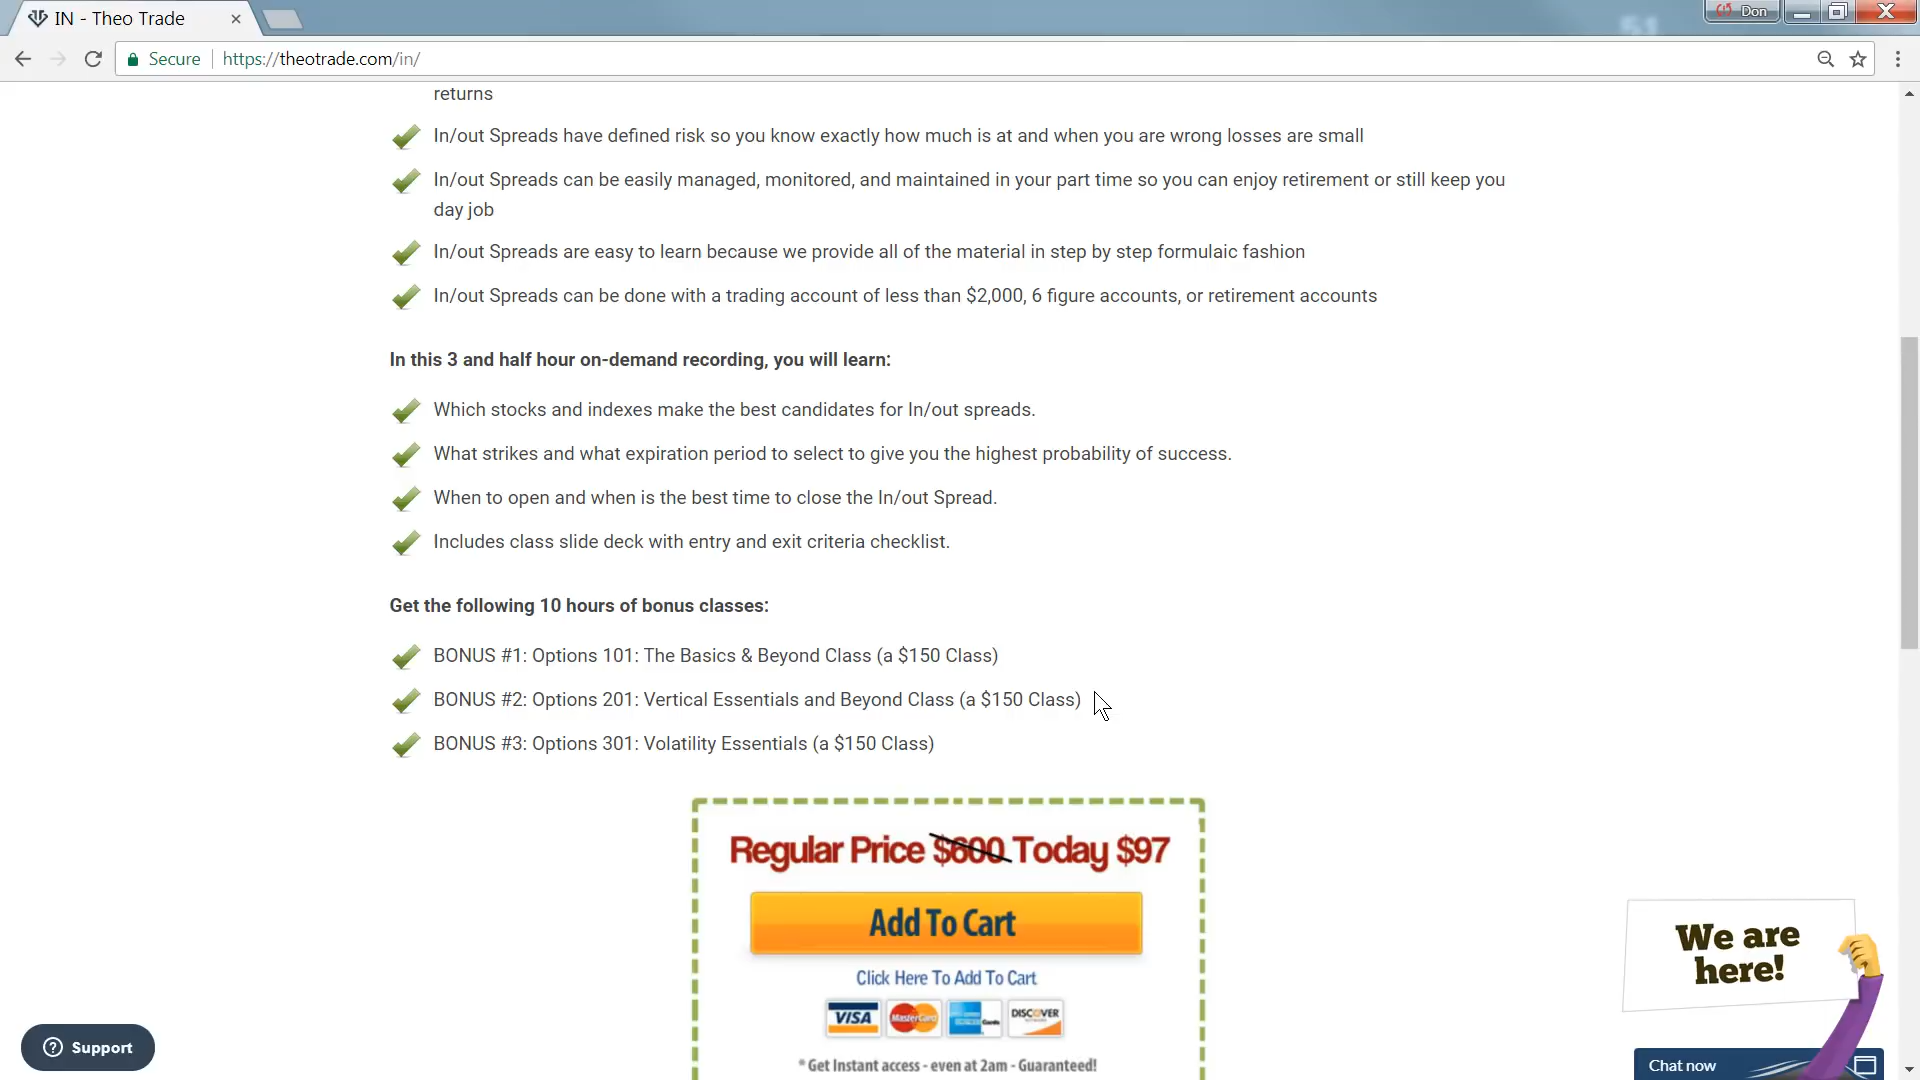 IN - Theo Trade
Don
Secure
https://theotrade.com/in/
returns
In/out Spreads have defined risk so you know exactly how much is at and when you are wrong losses are small
In/out Spreads can be easily managed, monitored, and maintained in your part time so you can enjoy retirement or still keep you
day job
In/out Spreads are easy to learn because we provide all of the material in step by step formulaic fashion
In/out Spreads can be done with a trading account of less than $2,000, 6 figure accounts, or retirement accounts
In this 3 and half hour on-demand recording, you will learn:
Which stocks and indexes make the best candidates for In/out spreads.
What strikes and what expiration period to select to give you the highest probability of success.
When to open and when is the best time to close the In/out Spread.
Includes class slide deck with entry and exit criteria checklist.
Get the following 10 hours of bonus classes:
BONUS #1: Options 101: The Basics & Beyond Class (a $150 Class)
BONUS #2: Options 201: Vertical Essentials and Beyond Class (a $150 Class)
BONUS #3: Options 301: Volatility Essentials (a $150 Class)
Regular Price $600 Today $97
Add To Cart
Click Here To Add To Cart
VISA MasterCard DISCOVER
* Get Instant access - even at 2am - Guaranteed!
We are
here!
Support
Chat now